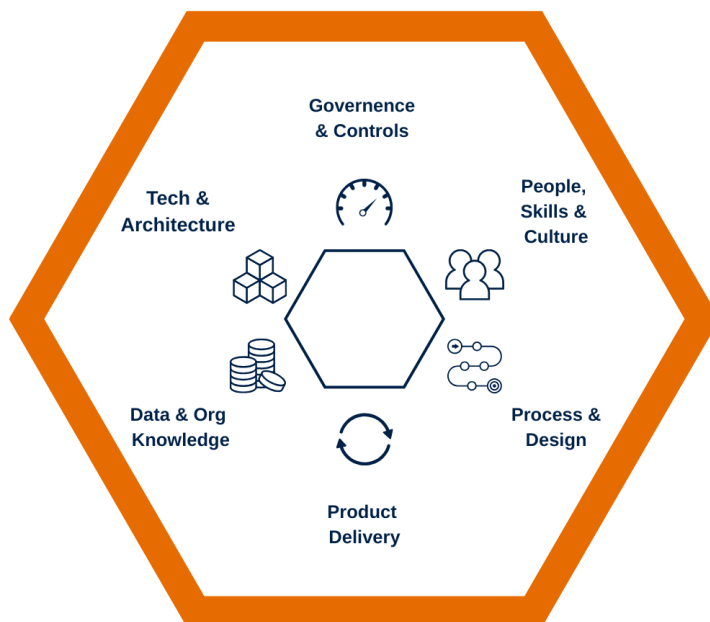 Governence
& Controls
People,
Skills &
Culture
Process &
Design
Product
Delivery
Data & Org
Knowledge
Tech &
Architecture